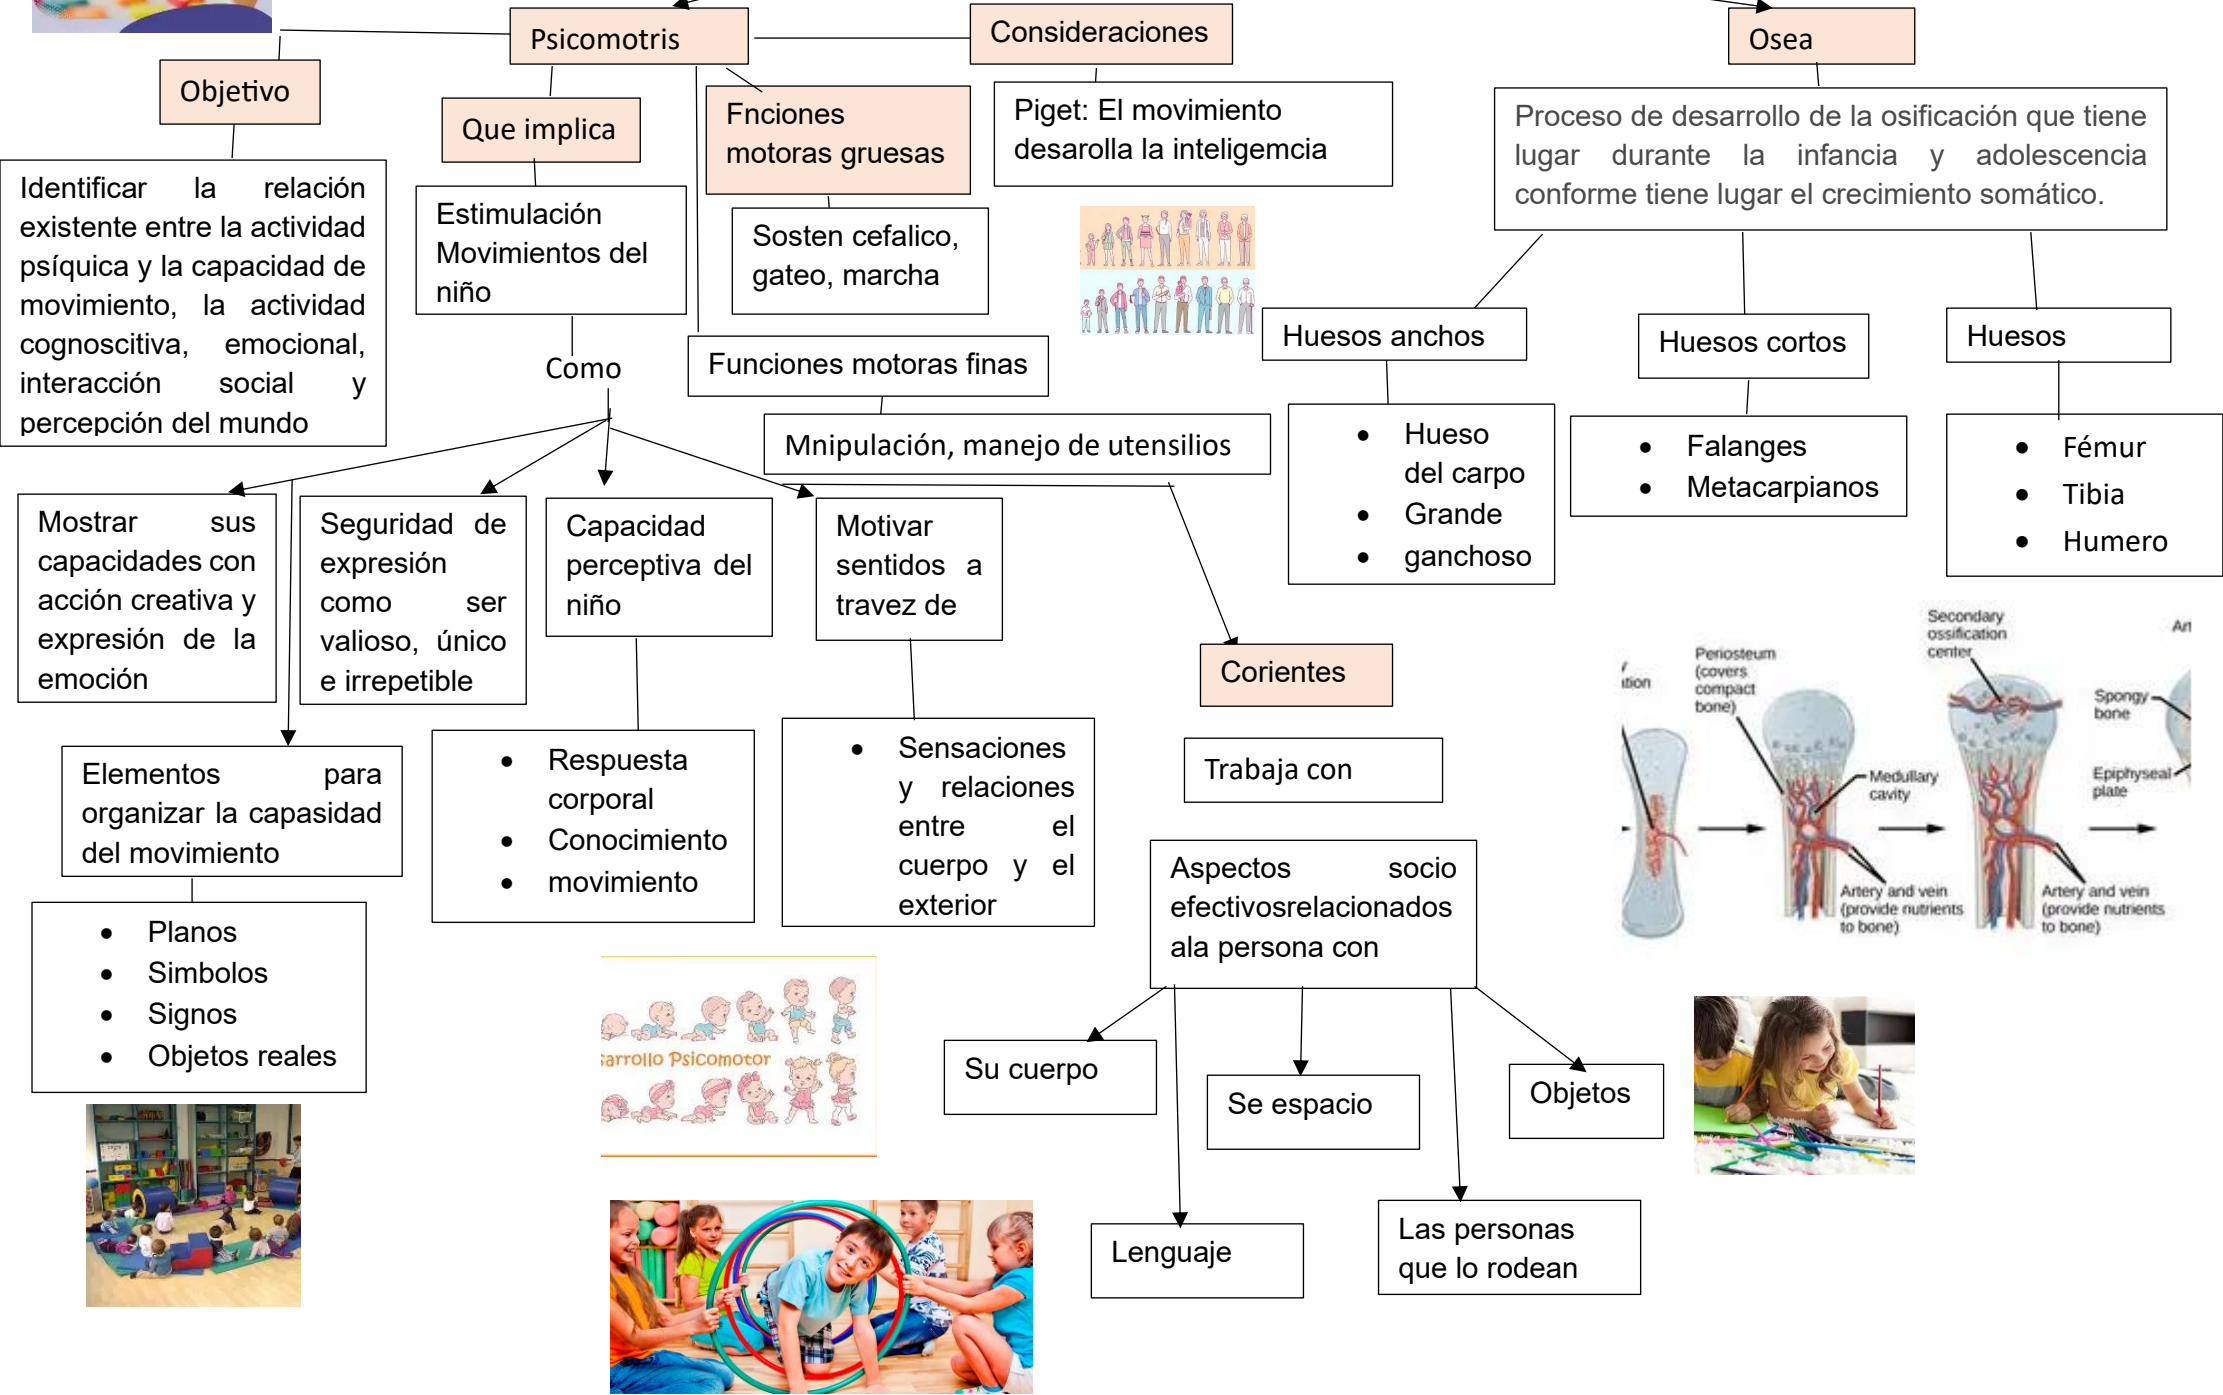 Psicomotris
Consideraciones
Osea
Objetivo
Que implica
Fnciones
motoras gruesas
Piget: El movimiento
desarolla la inteligemcia
Proceso de desarrollo de la osificación que tiene
lugar durante la infancia y adolescencia
conforme tiene lugar el crecimiento somático.
Identificar la relación
existente entre la actividad
psíquica y la capacidad de
movimiento, la actividad
cognoscitiva, emocional,
interacción social y
percepción del mundo
Estimulación
Movimientos del
niño
Sosten cefalico,
gateo, marcha
Como
Funciones motoras finas
Mnipulación, manejo de utensilios
Huesos anchos
Huesos cortos
Huesos
• Hueso
del carpo
• Grande
• ganchoso
• Falanges
• Metacarpianos
• Fémur
• Tibia
• Humero
Mostrar sus
capacidades con
acción creativa y
expresión de la
emoción
Seguridad de
expresión
como ser
valioso, único
e irrepetible
Capacidad
perceptiva del
niño
Motivar
sentidos a
travez de
Corientes
Trabaja con
Elementos para
organizar la capasidad
del movimiento
• Respuesta
corporal
• Conocimiento
• movimiento
• Sensaciones
y relaciones
entre el
cuerpo y el
exterior
• Planos
• Simbolos
• Signos
• Objetos reales
Aspectos socio
efectivosrelacionados
ala persona con
Su cuerpo
Se espacio
Objetos
Lenguaje
Las personas
que lo rodean
sarrollo Psicomotor
Periosteum
(covers
compact
bone)
Secondary
ossification
center
Art
y
ation
Spongy
bone
Medullary
cavity
Epiphyseal
plate
Artery and vein
(provide nutrients
to bone)
Artery and vein
(provide nutrients
to bone)